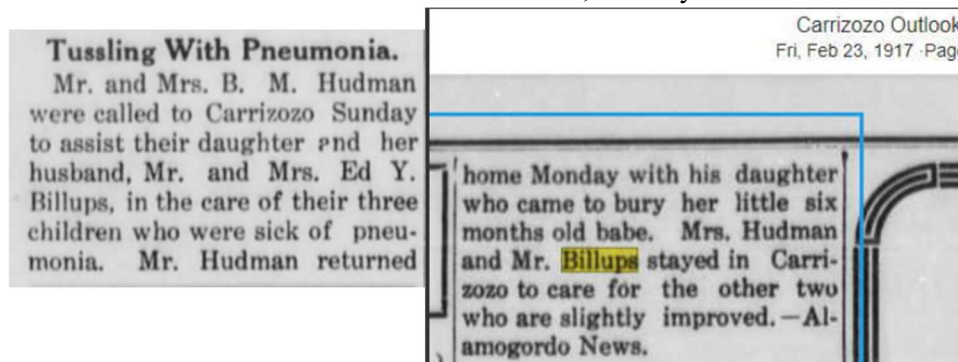 Tussling With Pneumonia.
Mr. and Mrs. B. M. Hudman
were called to Carrizozo Sunday
to assist their daughter and her
husband, Mr. and Mrs. Ed Y.
Billups, in the care of their three
children who were sick of pneu-
monia. Mr. Hudman returned
Carrizozo Outlook
Fri, Feb 23, 1917 · Page
home Monday with his daughter
who came to bury her little six
months old babe. Mrs. Hudman
and Mr. Billups stayed in Carri-
zozo to care for the other two
who are slightly improved.—Al-
amogordo News.